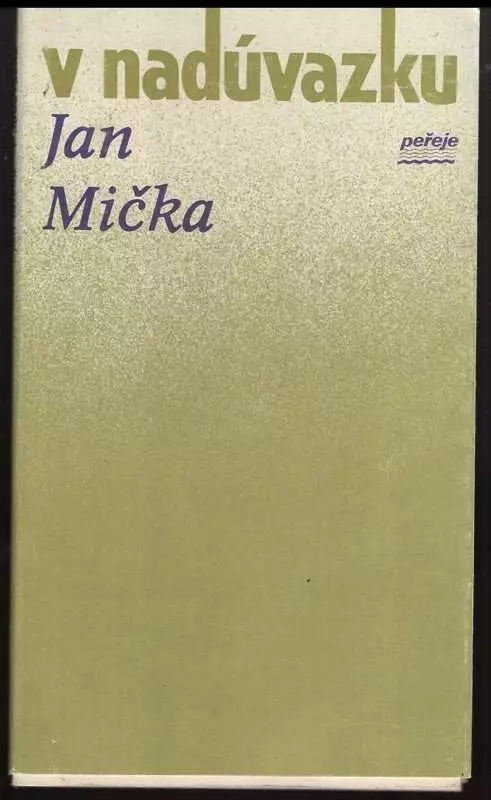 v nadúvazku
Jan
peřeje
Mička